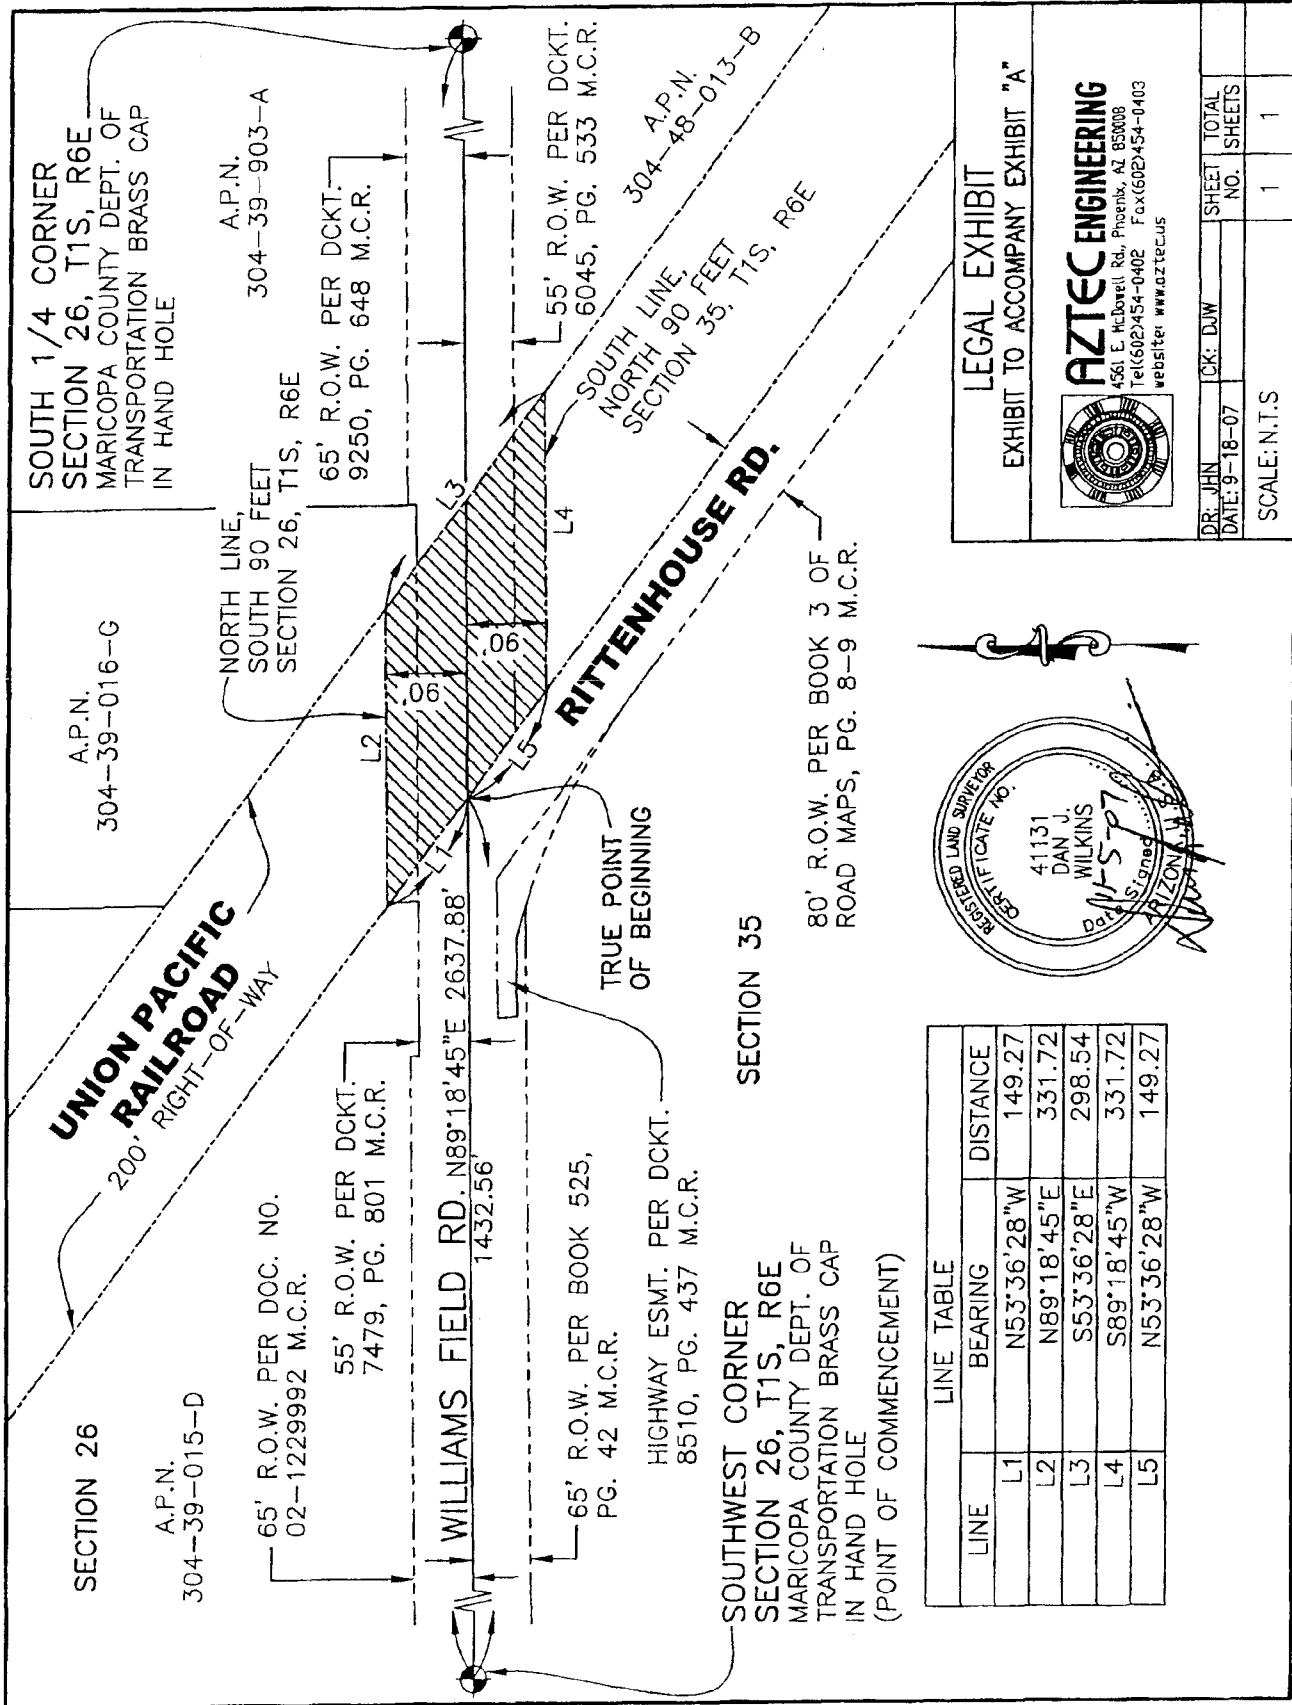 SOUTH 1/4 CORNER
SECTION 26, T1S, R6E
MARICOPA COUNTY DEPT. OF
TRANSPORTATION BRASS CAP
IN HAND HOLE
A.P.N.
304-39-016-G
NORTH LINE,
SOUTH 90 FEET
SECTION 26, T1S, R6E
A.P.N.
304-39-903-A
65' R.O.W. PER DCKT.
9250, PG. 648 M.C.R.
UNION PACIFIC
RAILROAD
200' RIGHT-OF-WAY
SECTION 26
A.P.N.
304-39-015-D
65' R.O.W. PER DOC. NO.
02-1229992 M.C.R.
55' R.O.W. PER DCKT.
7479, PG. 801 M.C.R.
L2
L3
90'
90'
L1
L5
L4
WILLIAMS FIELD RD.
N89°18'45"E 2637.88'
1432.56'
55' R.O.W. PER DCKT.
6045, PG. 533 M.C.R.
A.P.N.
304-48-013-B
SOUTH LINE,
NORTH 90 FEET
SECTION 35, T1S, R6E
65' R.O.W. PER BOOK 525,
PG. 42 M.C.R.
HIGHWAY ESMT. PER DCKT.
8510, PG. 437 M.C.R.
TRUE POINT
OF BEGINNING
RITTENHOUSE RD.
SECTION 35
80' R.O.W. PER BOOK 3 OF
ROAD MAPS, PG. 8-9 M.C.R.
SOUTHWEST CORNER
SECTION 26, T1S, R6E
MARICOPA COUNTY DEPT. OF
TRANSPORTATION BRASS CAP
IN HAND HOLE
(POINT OF COMMENCEMENT)
LINE TABLE
LINE BEARING DISTANCE
L1 N53°36'28"W 149.27
L2 N89°18'45"E 331.72
L3 S53°36'28"E 298.54
L4 S89°18'45"W 331.72
L5 N53°36'28"W 149.27
REGISTERED LAND SURVEYOR
CERTIFICATE NO.
41131
DAN J.
WILKINS
11-5-07
Date Signed
ARIZONA, U.S.A.
LEGAL EXHIBIT
EXHIBIT TO ACCOMPANY EXHIBIT "A"
AZTEC ENGINEERING
4561 E. McDowell Rd., Phoenix, AZ 850008
Tel(602)454-0402 Fax(602)454-0403
website: www.aztec.us
DR: JHN CK: DJW SHEET NO. TOTAL SHEETS
DATE: 9-18-07
SCALE: N.T.S 1 1